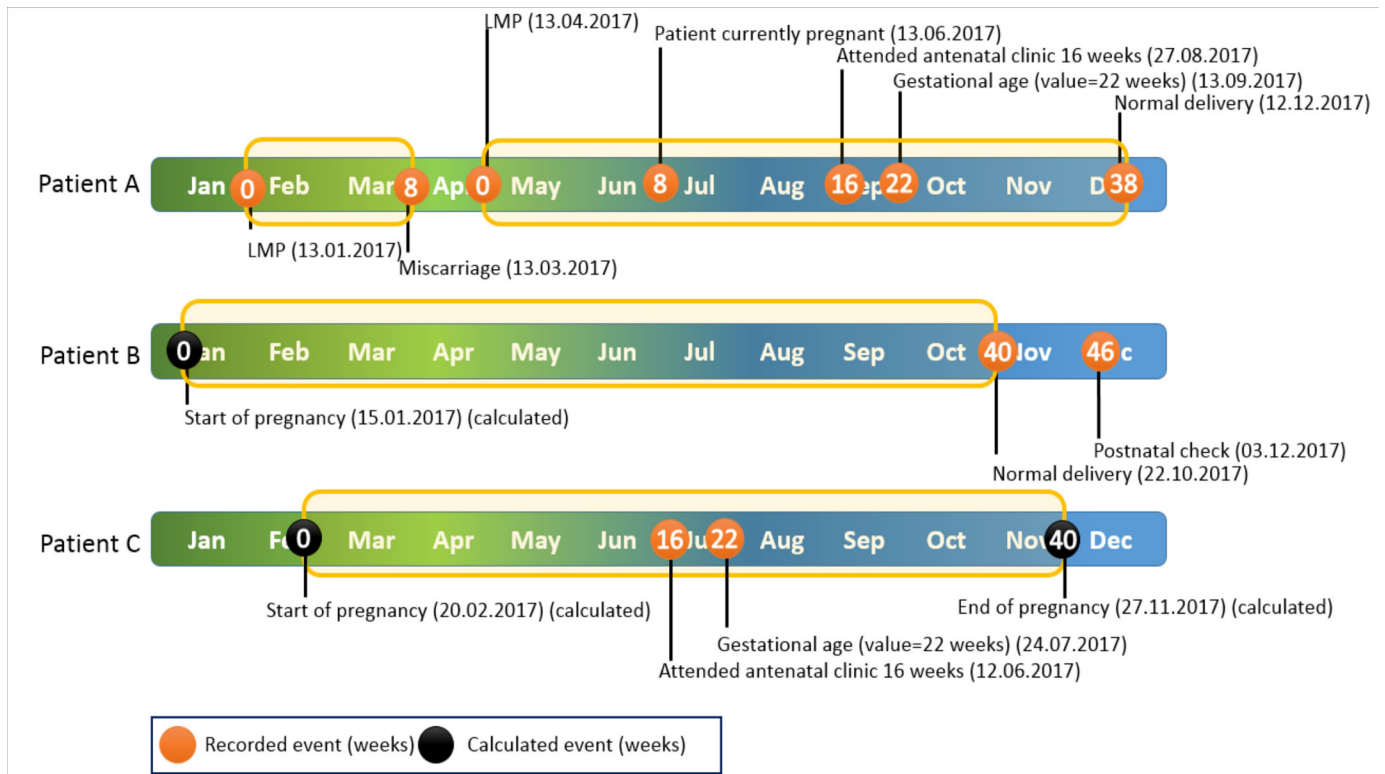 LMP (13.04.2017)
Patient currently pregnant (13.06.2017)
Attended antenatal clinic 16 weeks (27.08.2017)
Gestational age (value=22 weeks) (13.09.2017)
Normal delivery (12.12.2017)
Patient A
Jan 0 Feb Mar 8 Ap 0 May Jun 8 Jul Aug 16 ep 22 Oct Nov D 38
LMP (13.01.2017)
Miscarriage (13.03.2017)
Patient B
0 an Feb Mar Apr May Jun Jul Aug Sep Oct 40 Nov 46 c
Start of pregnancy (15.01.2017) (calculated)
Postnatal check (03.12.2017)
Normal delivery (22.10.2017)
Patient C
Jan Fe 0 Mar Apr May Jun 16 Ju 22 Aug Sep Oct Nov 40 Dec
Start of pregnancy (20.02.2017) (calculated)
End of pregnancy (27.11.2017) (calculated)
Gestational age (value=22 weeks) (24.07.2017)
Attended antenatal clinic 16 weeks (12.06.2017)
Recorded event (weeks) Calculated event (weeks)